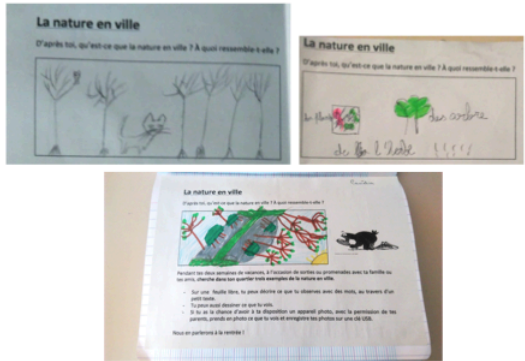 La nature en ville
D'après toi, qu'est-ce que la nature en ville ? À quoi ressemble-t-elle ?
La nature en ville
D'après toi, qu'est-ce que la nature en ville ? À quoi ressemble-t-elle ?
des
des arbre
de l'herbe
La nature en ville
D'après toi, qu'est-ce que la nature en ville ? À quoi ressemble-t-elle ?
Pendant tes deux semaines de vacances, à l'occasion de sorties ou promenades avec ta famille ou
tes amis, cherche dans ton quartier trois exemples de la nature en ville.
- Sur une feuille libre, tu peux décrire ce que tu observes avec des mots, au travers d'un
petit texte.
- Tu peux aussi dessiner ce que tu vois.
- Si tu as la chance d'avoir à ta disposition un appareil photo, avec la permission de tes
parents, prends en photo ce que tu vois et enregistre tes photos sur une clé USB.
Nous en parlerons à la rentrée !